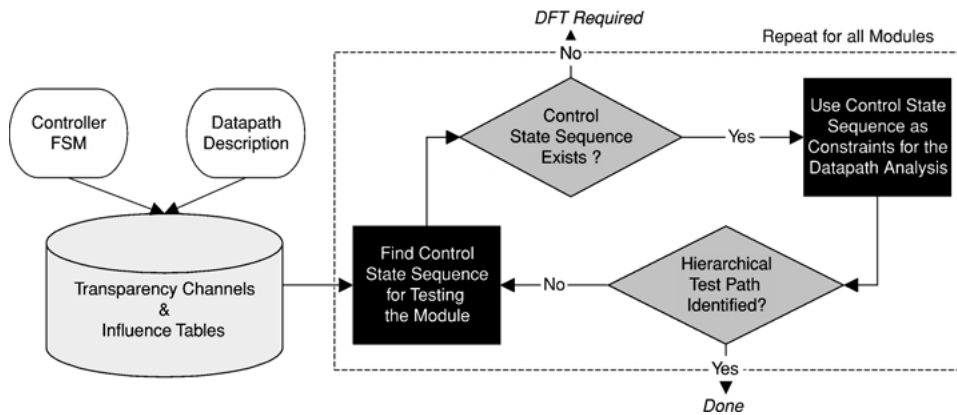 DFT Required
No
Repeat for all Modules
Controller
FSM
Datapath
Description
Control
State Sequence
Exists ?
Yes
Use Control State
Sequence as
Constraints for the
Datapath Analysis
Transparency Channels
&
Influence Tables
Find Control
State Sequence
for Testing
the Module
No
Hierarchical
Test Path
Identified?
Yes
Done